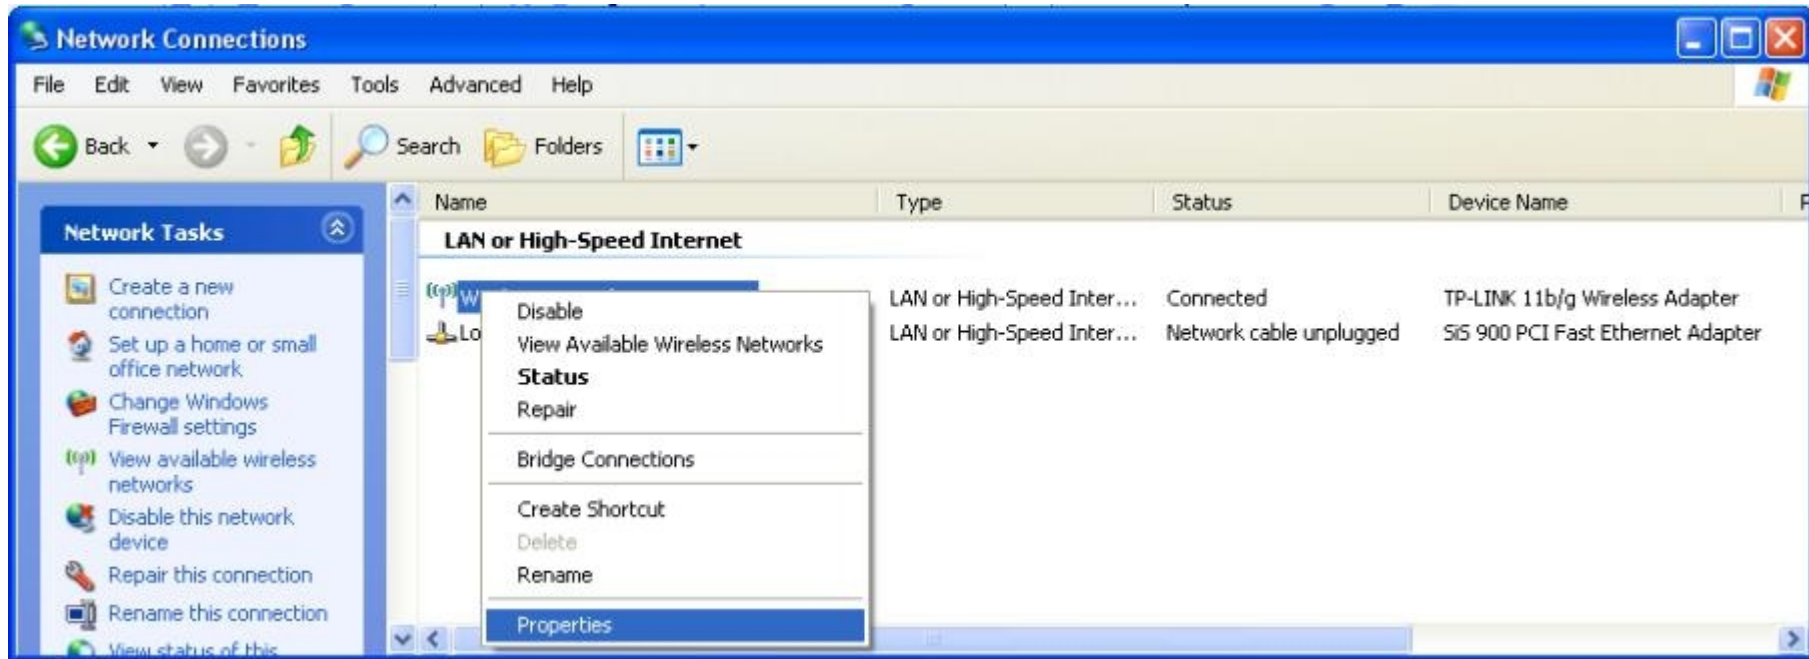 Network Connections
File Edit View Favorites Tools Advanced Help
Back Search Folders
Name Type Status Device Name
Network Tasks
Create a new
connection
Set up a home or small
office network
Change Windows
Firewall settings
View available wireless
networks
Disable this network
device
Repair this connection
Rename this connection
View status of this
LAN or High-Speed Internet
LAN or High-Speed Inter... Connected TP-LINK 11b/g Wireless Adapter
LAN or High-Speed Inter... Network cable unplugged SiS 900 PCI Fast Ethernet Adapter
Disable
View Available Wireless Networks
Status
Repair
Bridge Connections
Create Shortcut
Delete
Rename
Properties